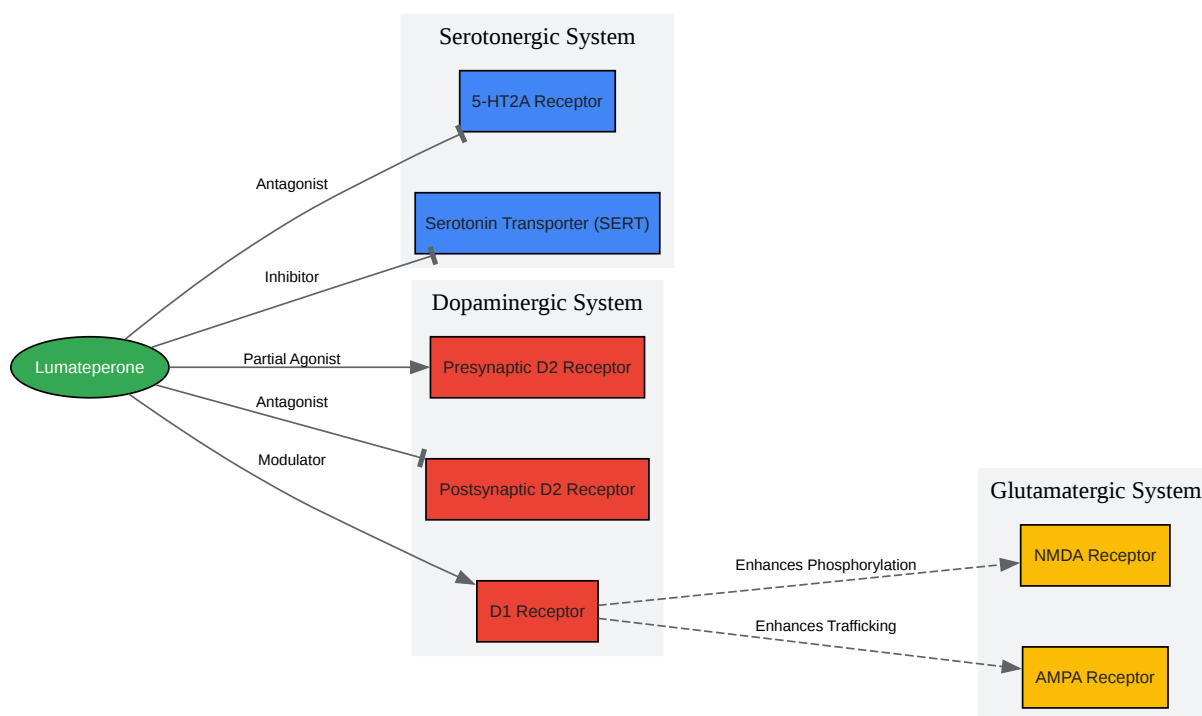 Serotonergic System
5-HT2A Receptor
Antagonist
Serotonin Transporter (SERT)
Inhibitor
Dopaminergic System
Lumateperone
Partial Agonist
Presynaptic D2 Receptor
Antagonist
Modulator
Postsynaptic D2 Receptor
Glutamatergic System
Enhances Phosphorylation
NMDA Receptor
D1 Receptor
Enhances Trafficking
AMPA Receptor